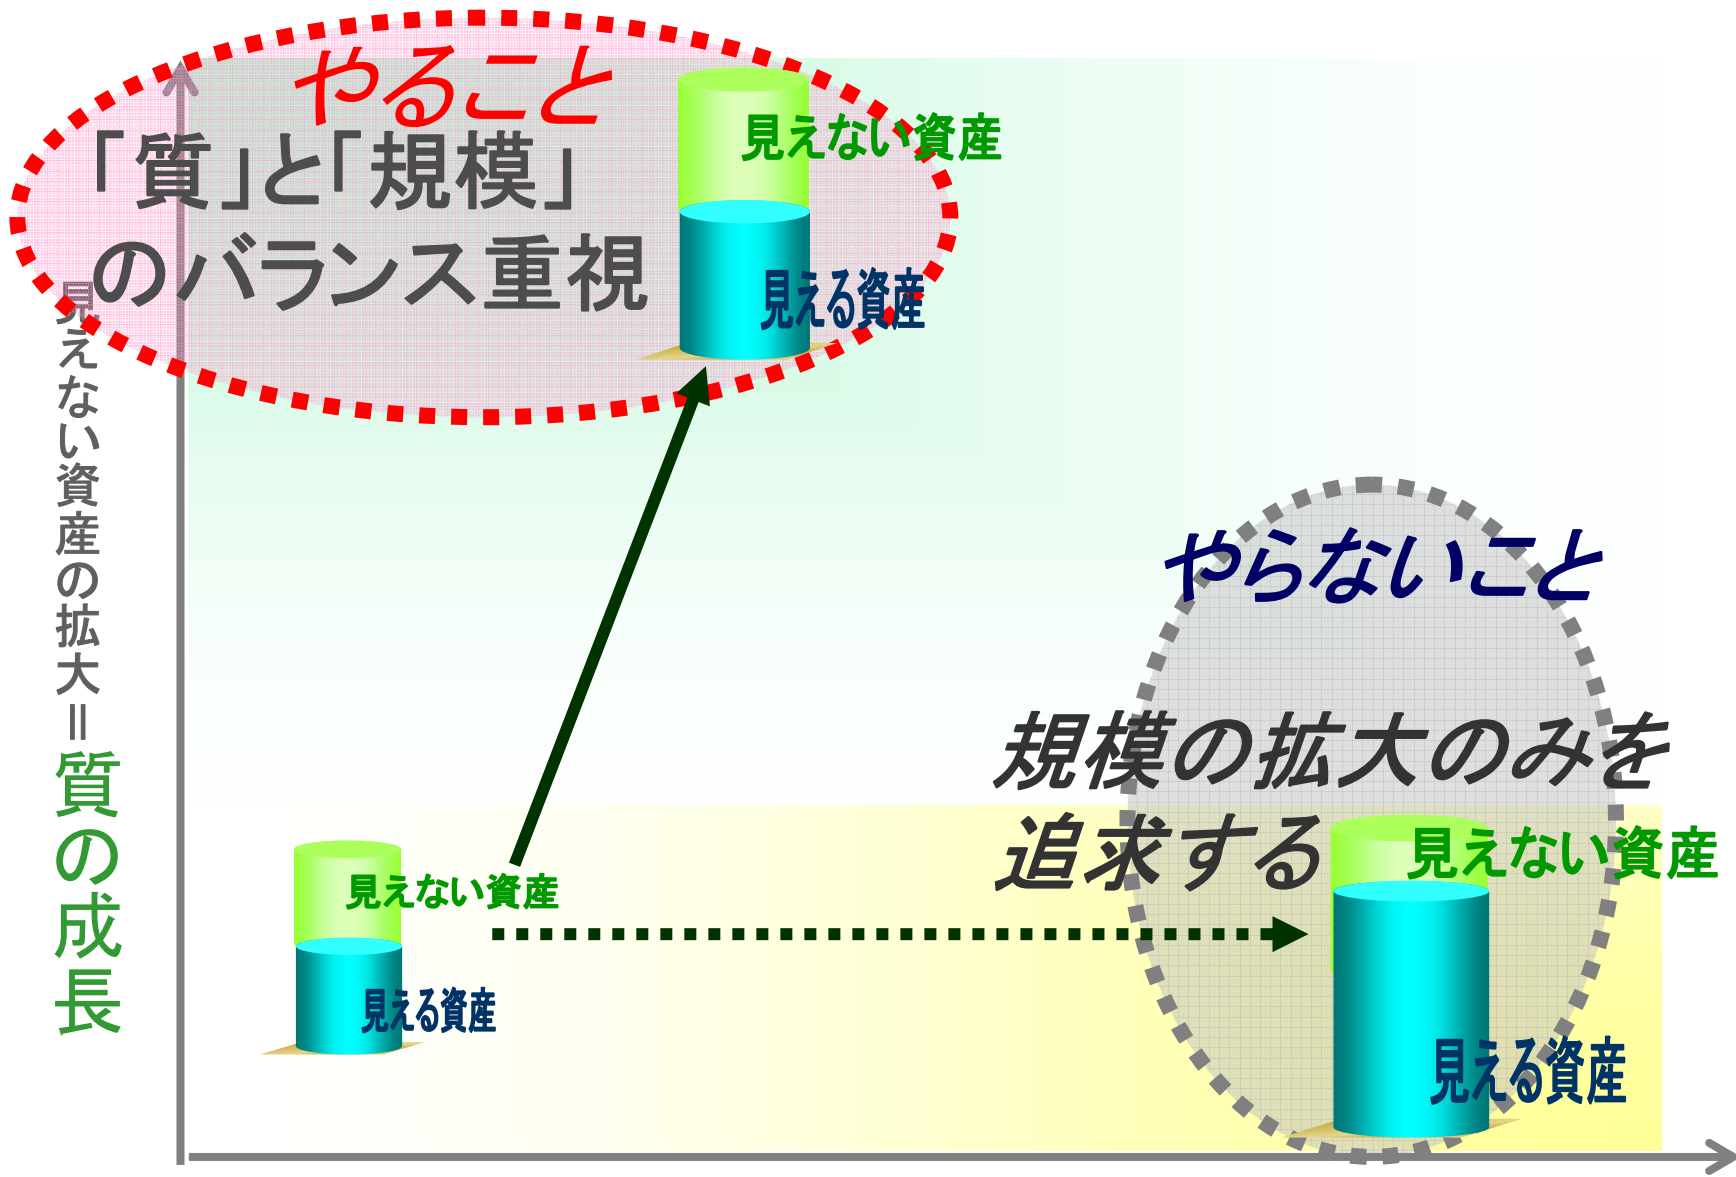 やること
「質」と「規模」
のバランス重視
見えない資産
見える資産
見えない資産の拡大＝質の成長
やらないこと
規模の拡大のみを
追求する
見えない資産
見える資産
見えない資産
見える資産